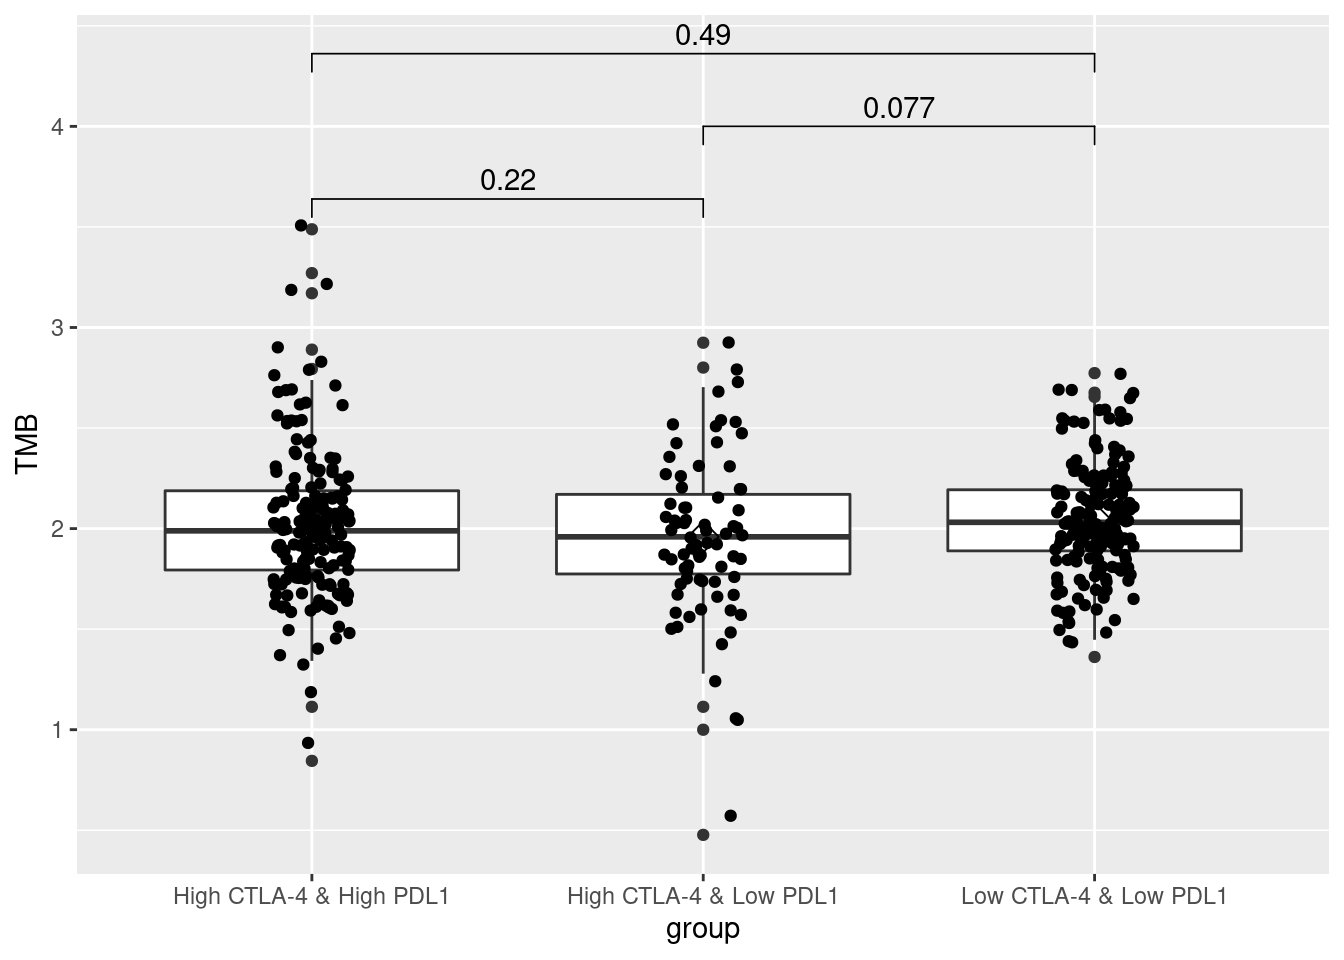 0.49
4
0.077
0.22
3
2
1
TMB
High CTLA-4 & High PDL1
High CTLA-4 & Low PDL1
Low CTLA-4 & Low PDL1
group